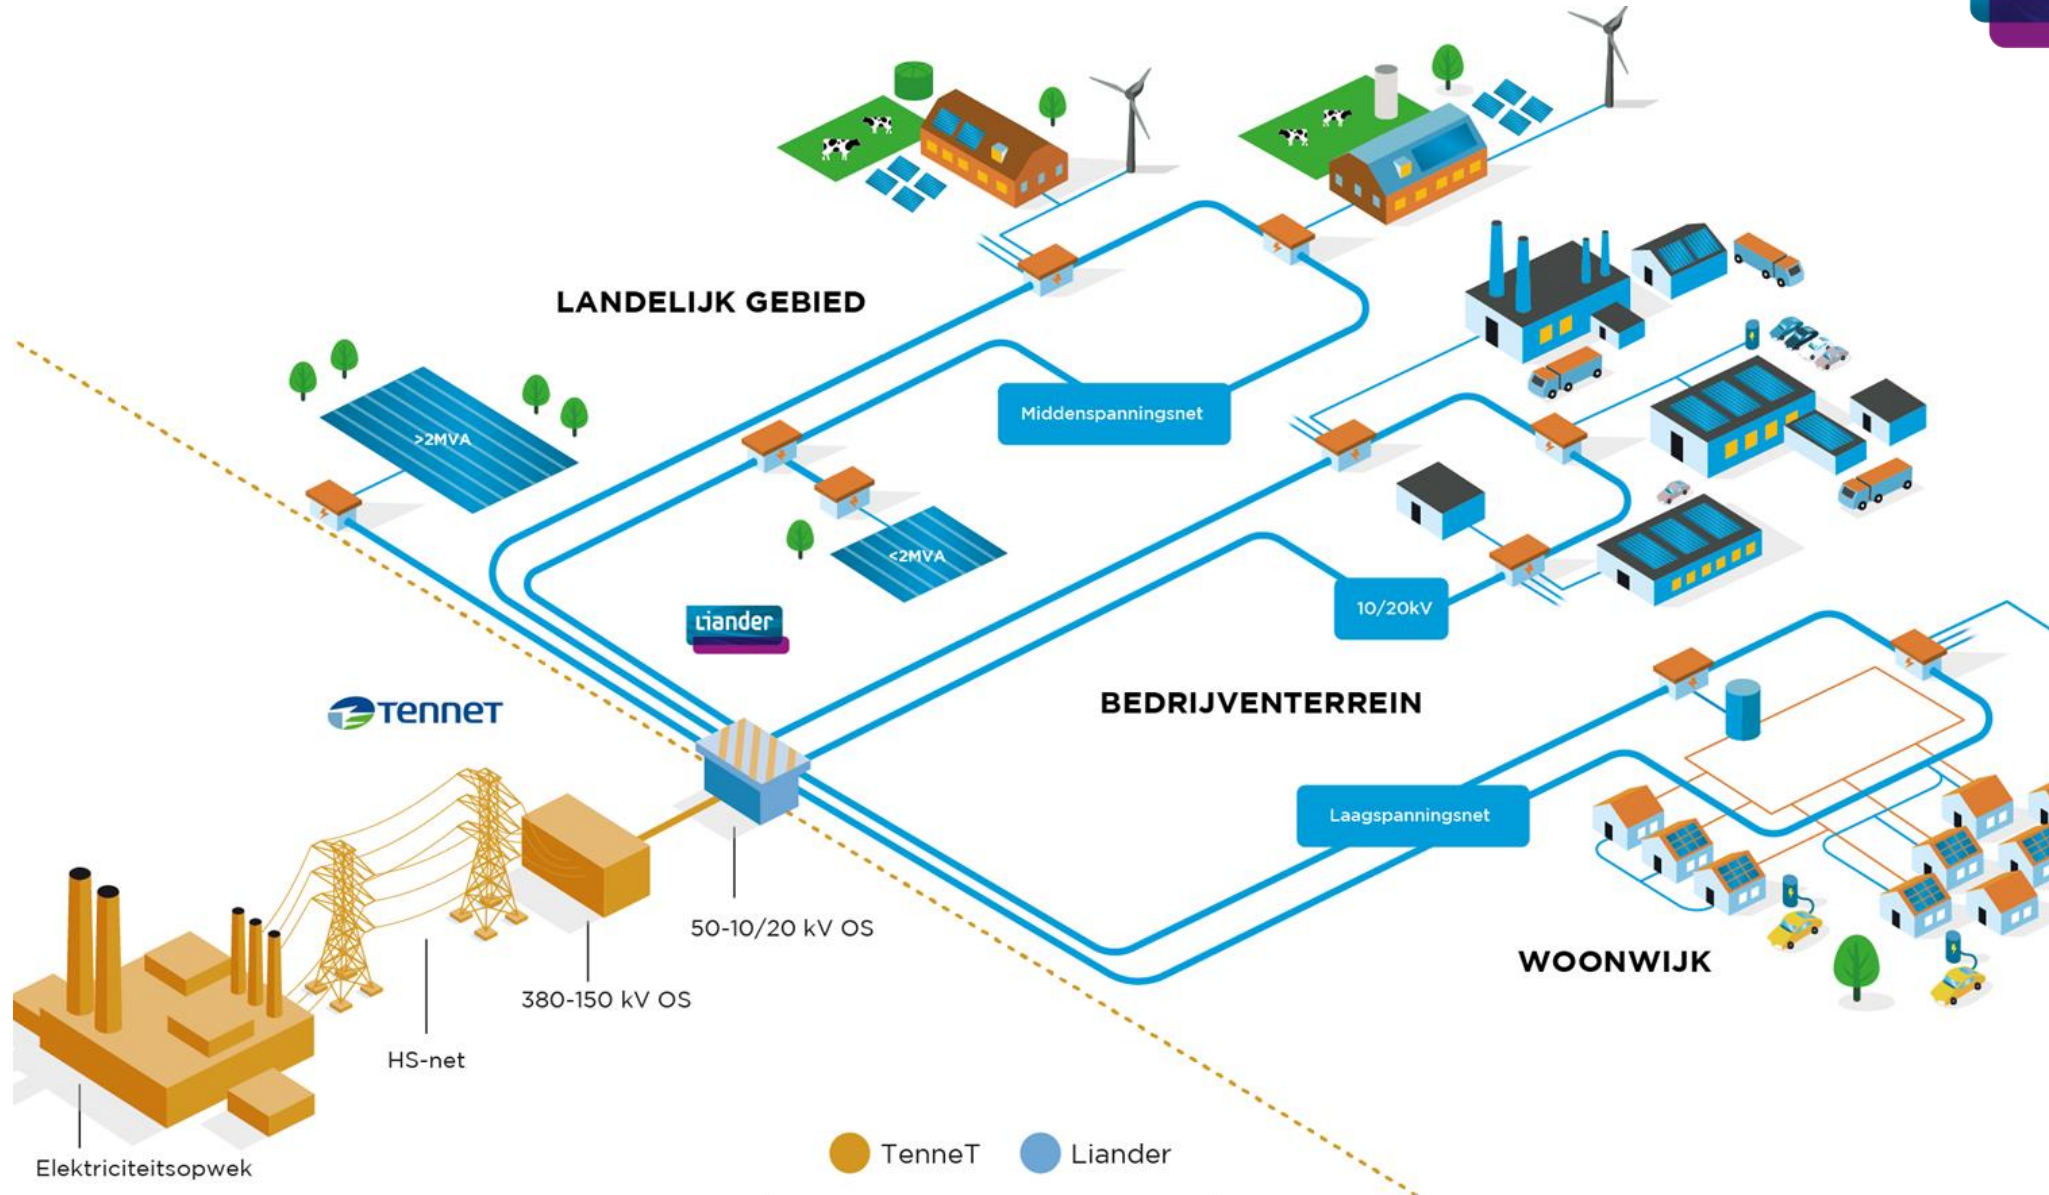 LANDELIJK GEBIED
Middenspanningsnet
>2MVA
<2MVA
Liander
10/20kV
TenneT
BEDRIJVENTERREIN
Laagspanningsnet
50-10/20 kV OS
WOONWIJK
380-150 kV OS
HS-net
Elektriciteitsopwek
TenneT
Liander